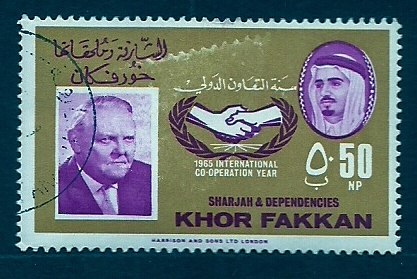 الشارقة وملحقاتها
خورفكان
سنة التعاون الدولي
1965 INTERNATIONAL
CO-OPERATION YEAR
٥٠ 50
ن.ب NP
SHARJAH & DEPENDENCIES
KHOR FAKKAN
HARRISON AND SONS LTD LONDON